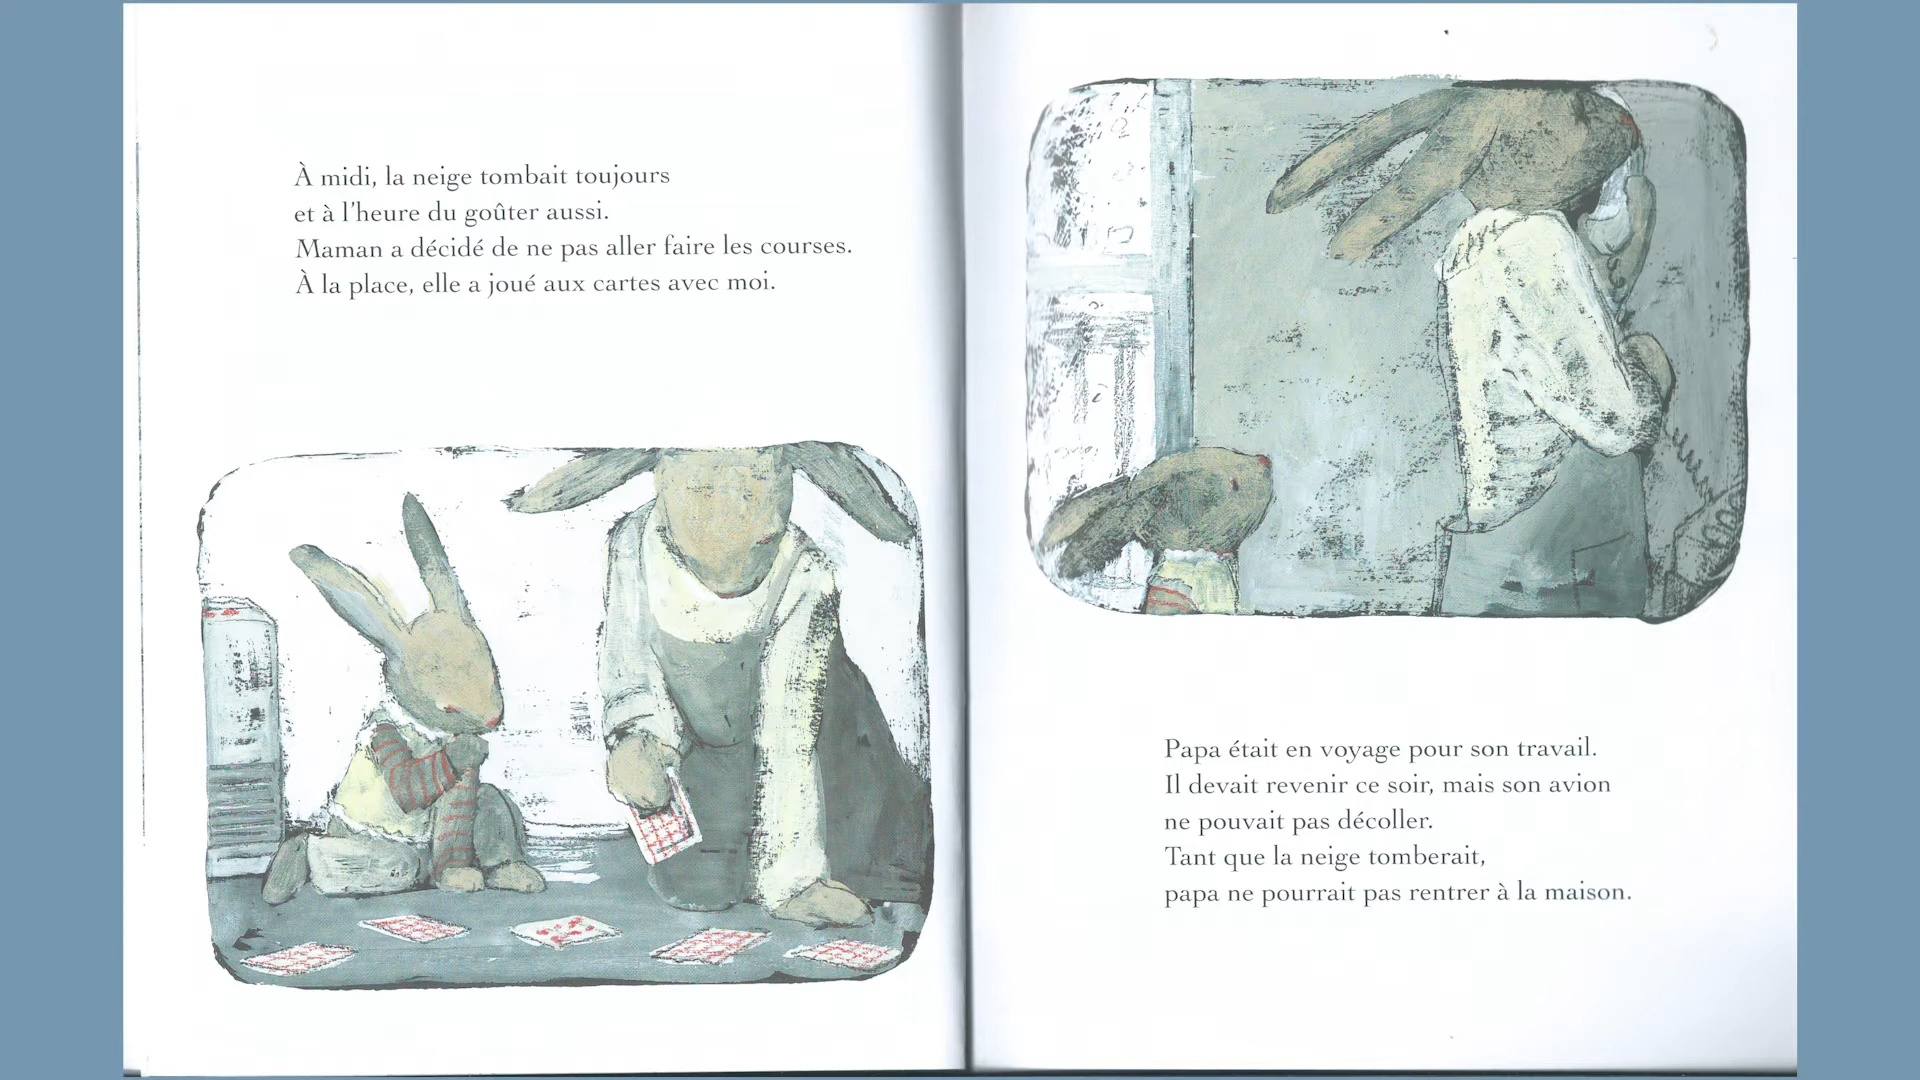 À midi, la neige tombait toujours
et à l’heure du goûter aussi.
Maman a décidé de ne pas aller faire les courses.
À la place, elle a joué aux cartes avec moi.
Papa était en voyage pour son travail.
Il devait revenir ce soir, mais son avion
ne pouvait pas décoller.
Tant que la neige tomberait,
papa ne pourrait pas rentrer à la maison.